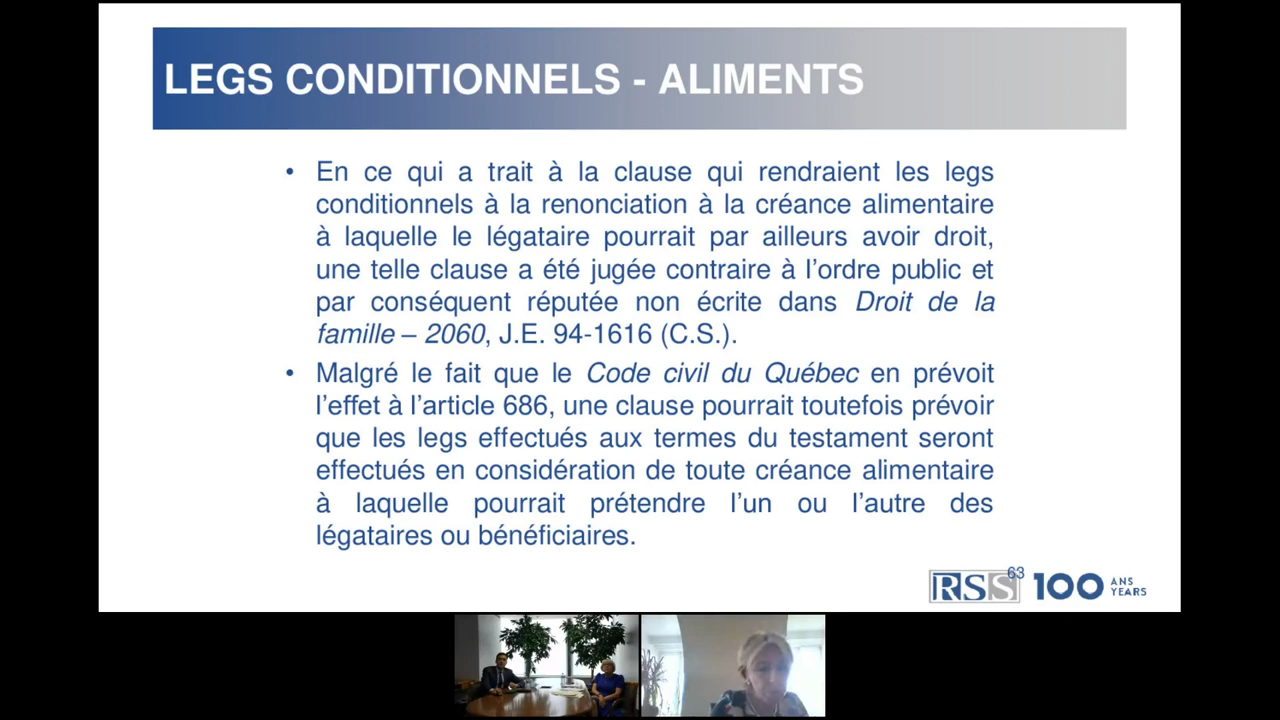 LEGS CONDITIONNELS - ALIMENTS
• En ce qui a trait à la clause qui rendraient les legs
conditionnels à la renonciation à la créance alimentaire
à laquelle le légataire pourrait par ailleurs avoir droit,
une telle clause a été jugée contraire à l’ordre public et
par conséquent réputée non écrite dans Droit de la
famille – 2060, J.E. 94-1616 (C.S.).
• Malgré le fait que le Code civil du Québec en prévoit
l’effet à l’article 686, une clause pourrait toutefois prévoir
que les legs effectués aux termes du testament seront
effectués en considération de toute créance alimentaire
à laquelle pourrait prétendre l’un ou l’autre des
légataires ou bénéficiaires.
63
RSS 100 ANS
YEARS